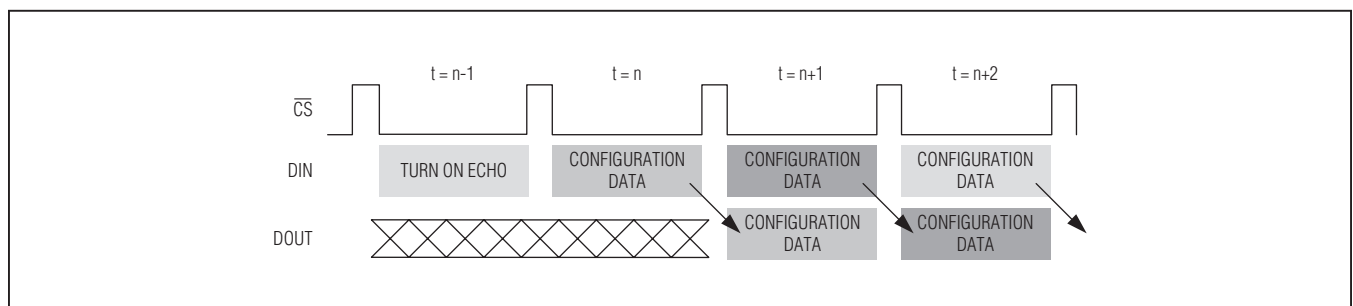 t = n-1
t = n
t = n+1
t = n+2
CS
DIN
TURN ON ECHO
CONFIGURATION
DATA
CONFIGURATION
DATA
CONFIGURATION
DATA
DOUT
CONFIGURATION
DATA
CONFIGURATION
DATA